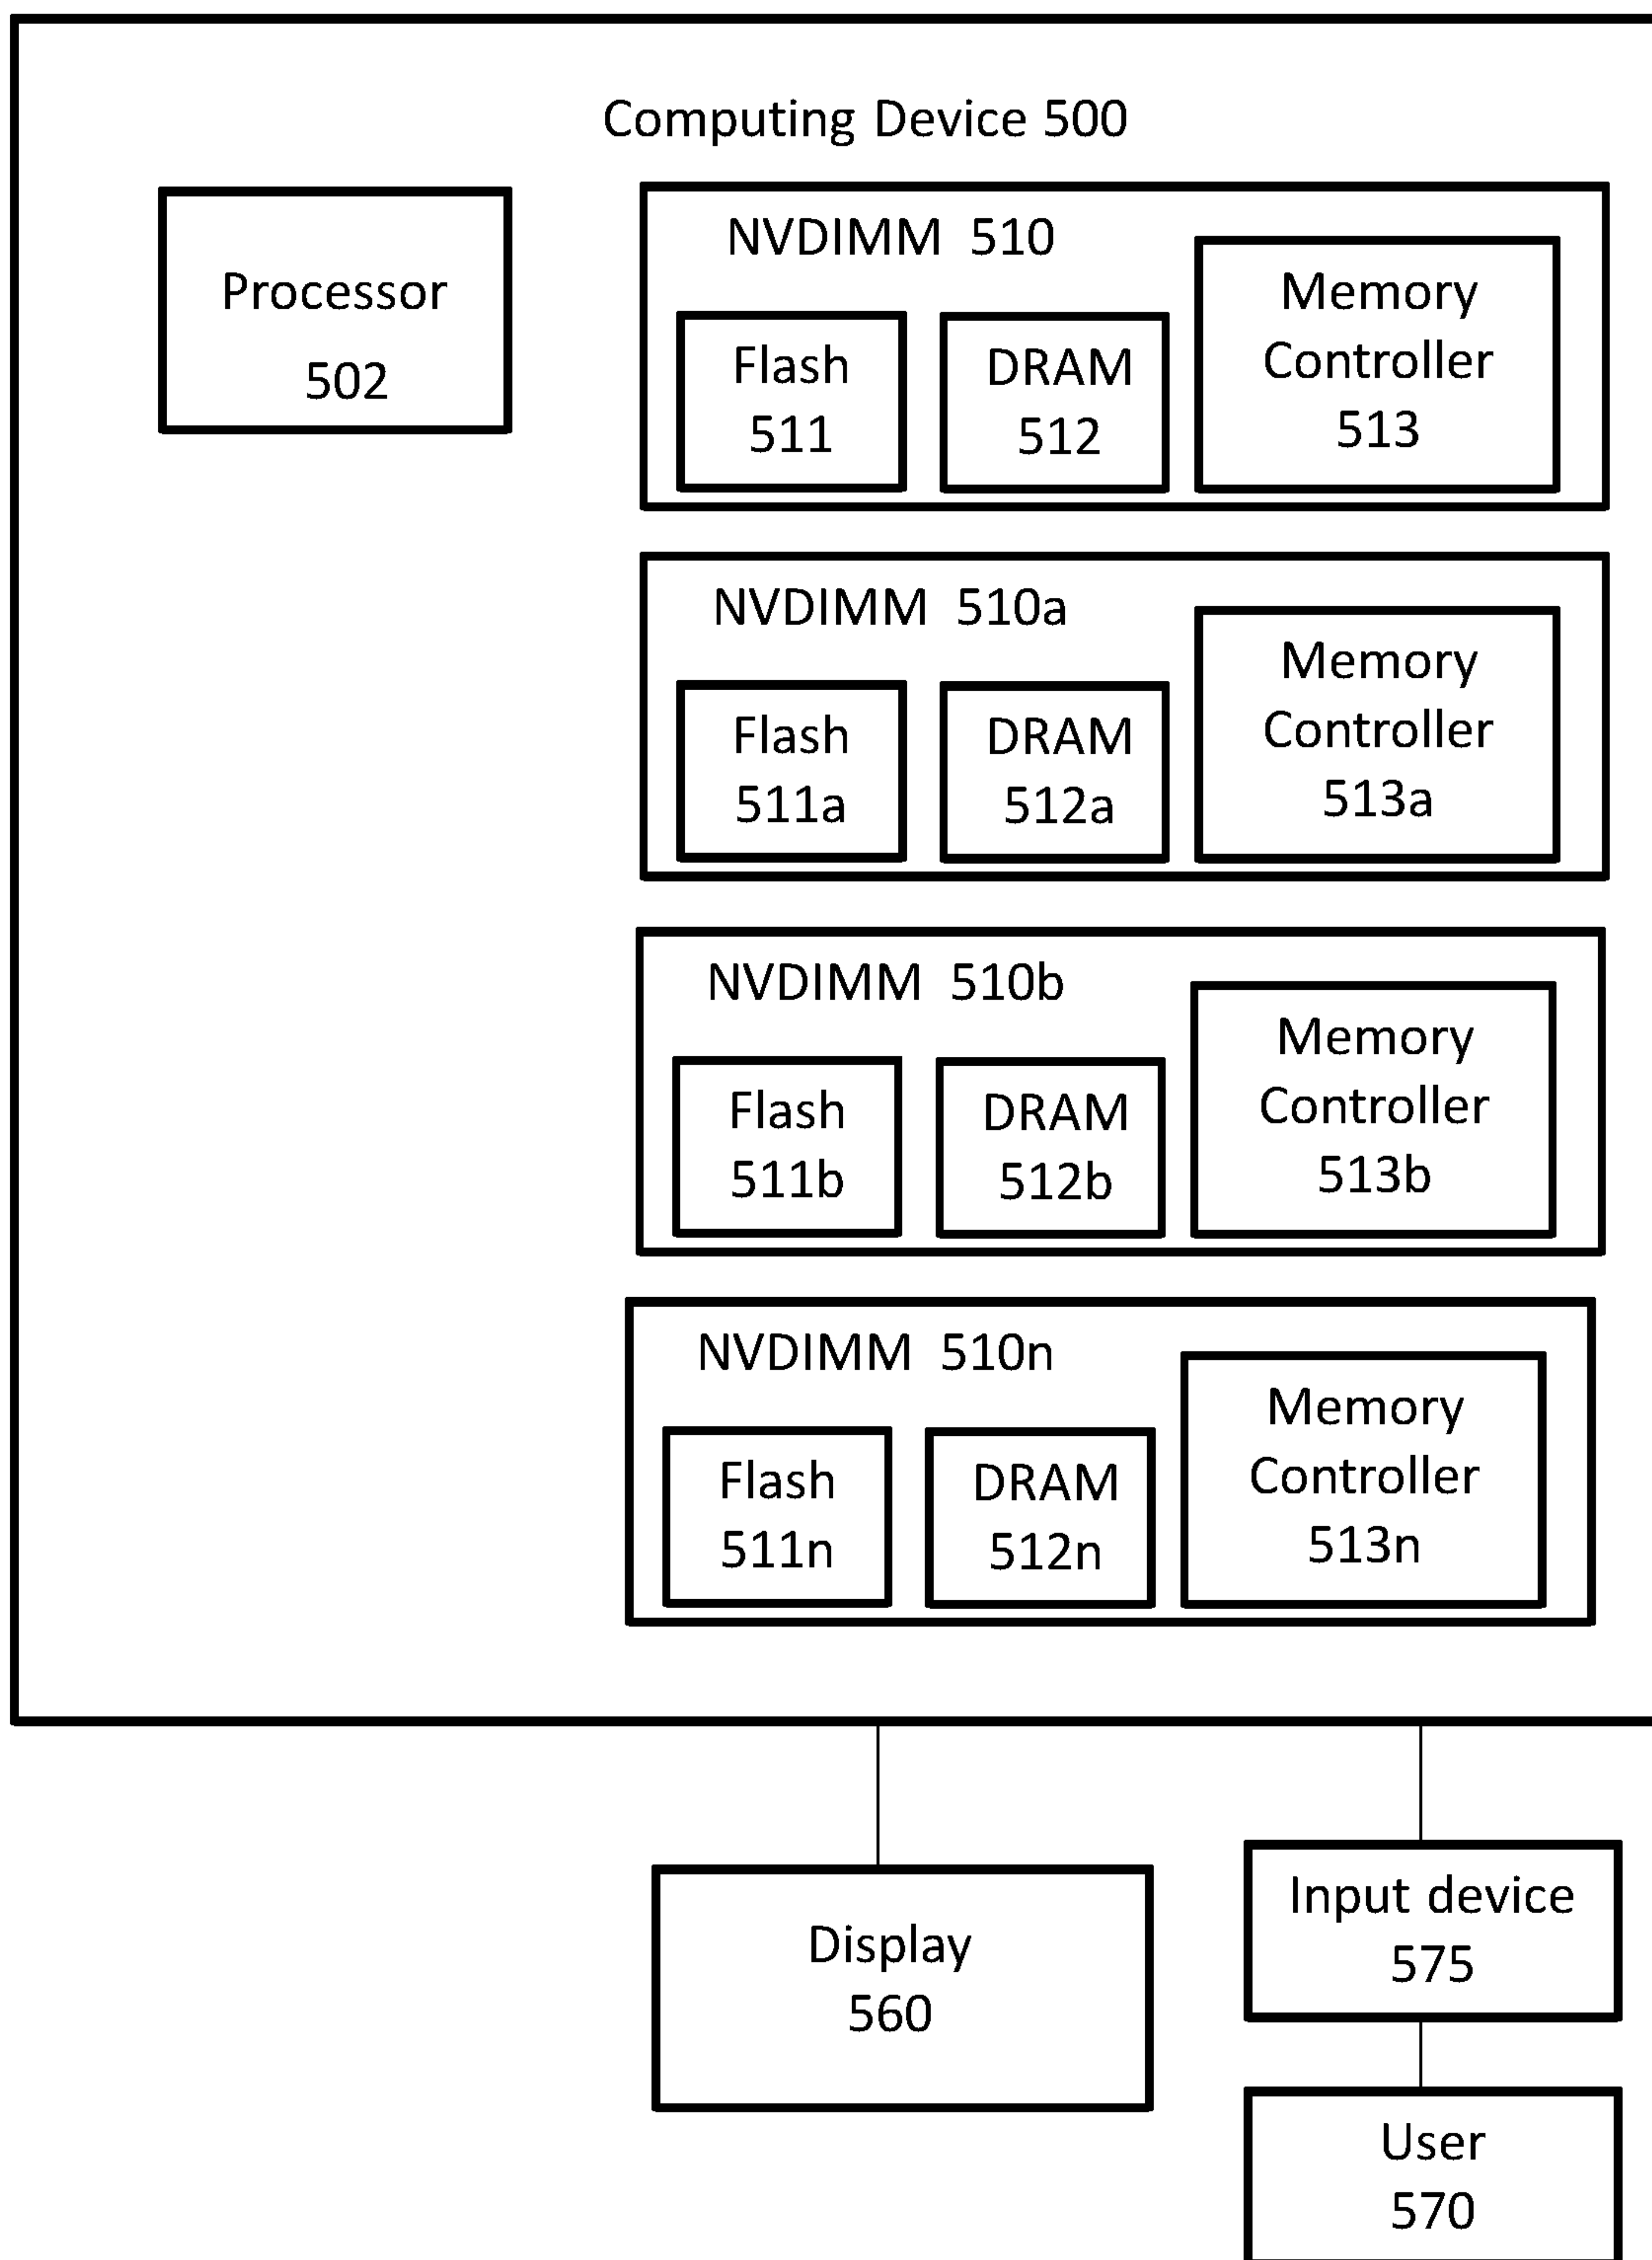 Computing Device 500
Processor
502
NVDIMM 510
Flash
511
DRAM
512
Memory
Controller
513
NVDIMM 510a
Flash
511a
DRAM
512a
Memory
Controller
513a
NVDIMM 510b
Flash
511b
DRAM
512b
Memory
Controller
513b
NVDIMM 510n
Flash
511n
DRAM
512n
Memory
Controller
513n
Display
560
Input device
575
User
570